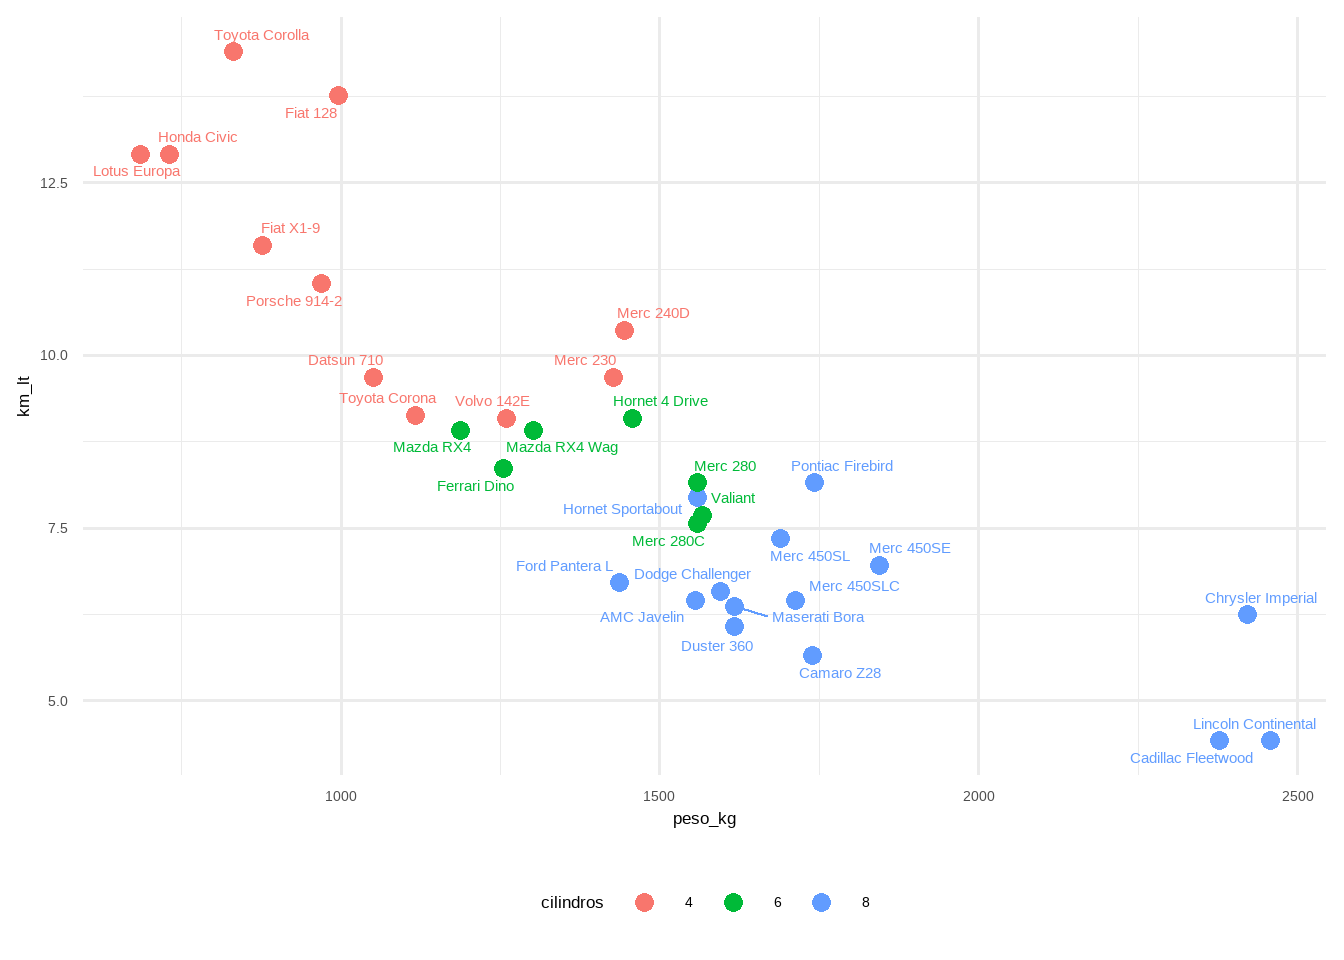 Toyota Corolla
Fiat 128
Honda Civic
Lotus Europa
12.5
Fiat X1-9
Porsche 914-2
Merc 240D
10.0
Datsun 710
Merc 230
Toyota Corona
Volvo 142E
Hornet 4 Drive
km_lt
Mazda RX4
Mazda RX4 Wag
Merc 280
Pontiac Firebird
Ferrari Dino
Valiant
Hornet Sportabout
7.5
Merc 280C
Merc 450SL
Merc 450SE
Ford Pantera L
Dodge Challenger
Merc 450SLC
Chrysler Imperial
AMC Javelin
Maserati Bora
Duster 360
Camaro Z28
5.0
Lincoln Continental
Cadillac Fleetwood
1000
1500
2000
2500
peso_kg
cilindros 4 6 8